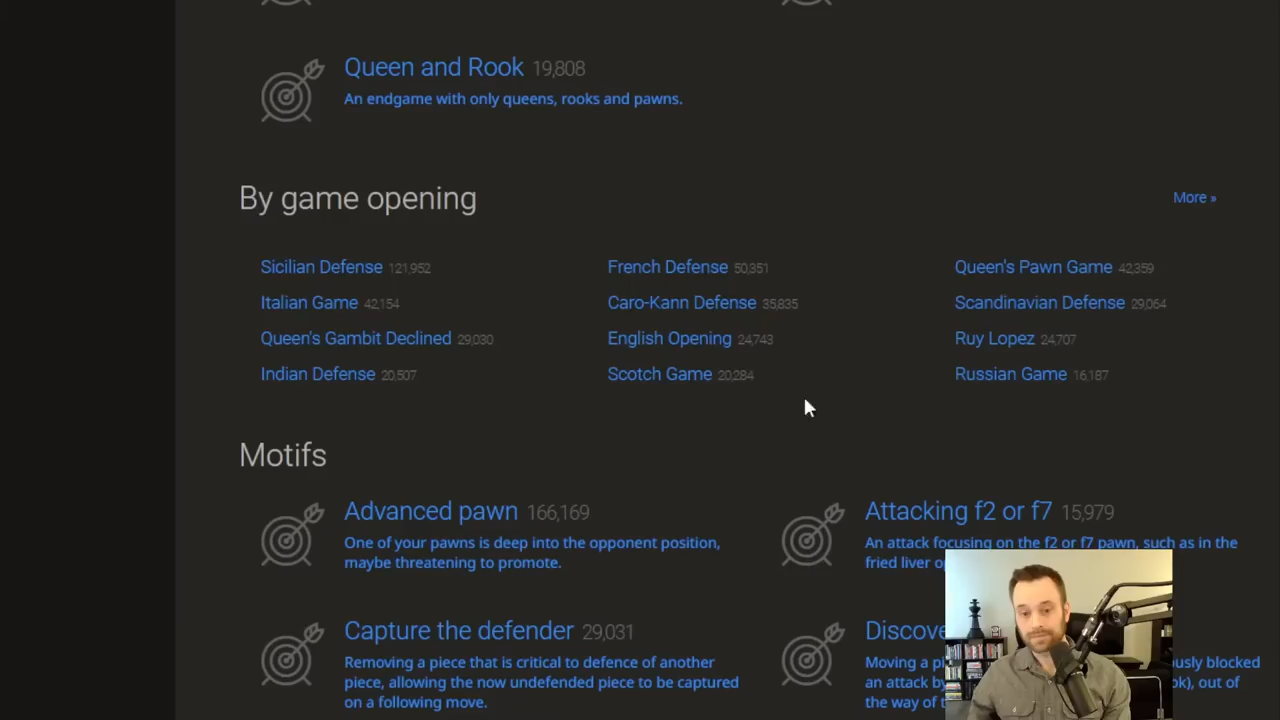 Queen and Rook 19,808
An endgame with only queens, rooks and pawns.
By game opening
More »
Sicilian Defense 121,952
French Defense 50,351
Queen's Pawn Game 42,359
Italian Game 42,154
Caro-Kann Defense 35,835
Scandinavian Defense 29,064
Queen's Gambit Declined 29,030
English Opening 24,743
Ruy Lopez 24,707
Indian Defense 20,507
Scotch Game 20,284
Russian Game 16,187
Motifs
Advanced pawn 166,169
One of your pawns is deep into the opponent position,
maybe threatening to promote.
Attacking f2 or f7 15,979
An attack focusing on the f2 or f7 pawn, such as in the
fried liver
Capture the defender 29,031
Removing a piece that is critical to defence of another
piece, allowing the now undefended piece to be captured
on a following move.
Discove
Moving a pi
usly blocked
an attack b
ok), out of
the way of t